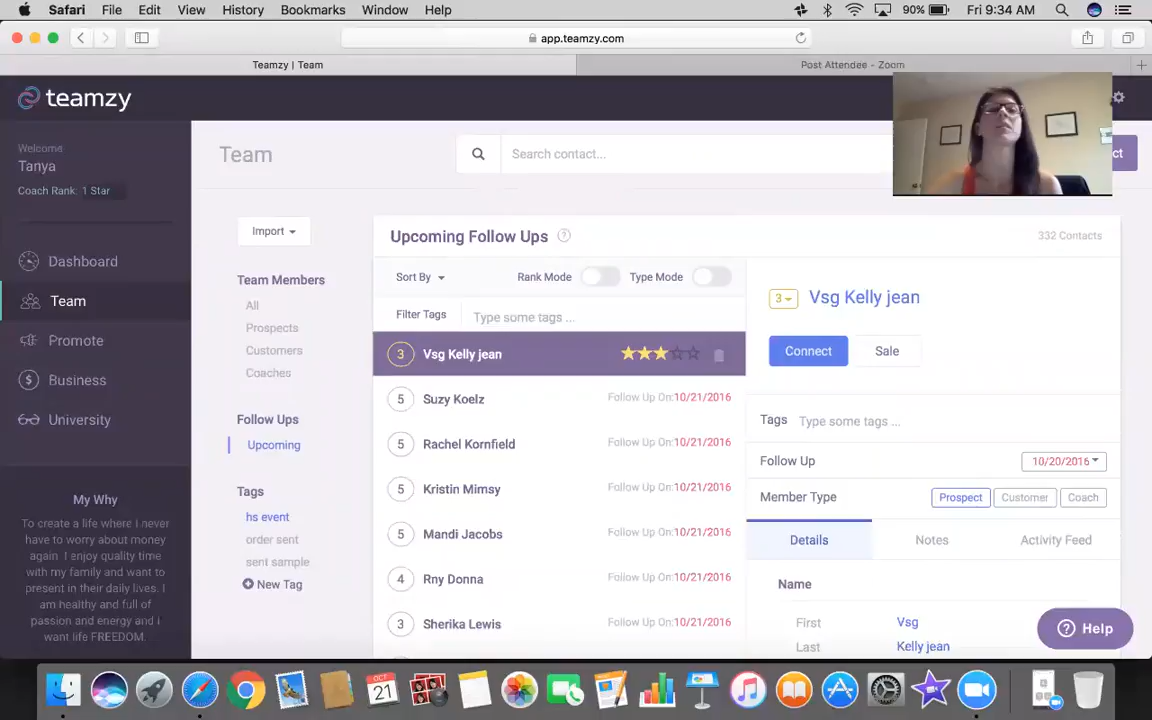 Safari File Edit View History Bookmarks Window Help 90% Fri 9:34 AM
app.teamzy.com
Teamzy | Team Post Attendee - Zoom
teamzy
Welcome
Tanya
Coach Rank: 1 Star
Dashboard
Team
Promote
Business
University
My Why
To create a life where I never
have to worry about money
again. I enjoy quality time
with my family and want to
present in their daily lives. I
am healthy and full of
passion and energy and I
want life FREEDOM.
Team
Search contact...
ct
Import
Team Members
All
Prospects
Customers
Coaches
Follow Ups
Upcoming
Tags
hs event
order sent
sent sample
New Tag
Upcoming Follow Ups ?
332 Contacts
Sort By Rank Mode Type Mode
Filter Tags Type some tags ...
3 Vsg Kelly jean
5 Suzy Koelz Follow Up On:10/21/2016
5 Rachel Kornfield Follow Up On:10/21/2016
5 Kristin Mimsy Follow Up On:10/21/2016
5 Mandi Jacobs Follow Up On:10/21/2016
4 Rny Donna Follow Up On:10/21/2016
3 Sherika Lewis Follow Up On:10/21/2016
3 Vsg Kelly jean
Connect Sale
Tags Type some tags ...
Follow Up 10/20/2016
Member Type Prospect Customer Coach
Details Notes Activity Feed
Name
First Vsg
Last Kelly jean
? Help
OCT
21